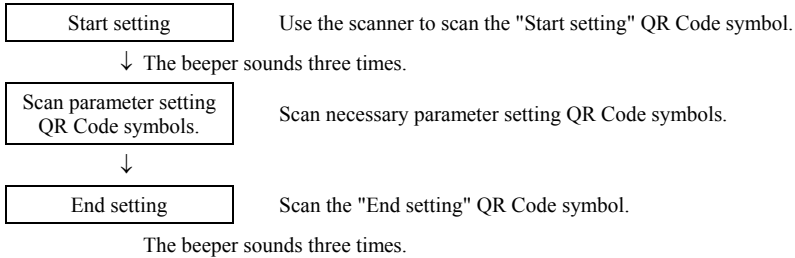 Start setting Use the scanner to scan the "Start setting" QR Code symbol.
↓ The beeper sounds three times.
Scan parameter setting
QR Code symbols.
Scan necessary parameter setting QR Code symbols.
↓
End setting Scan the "End setting" QR Code symbol.
The beeper sounds three times.